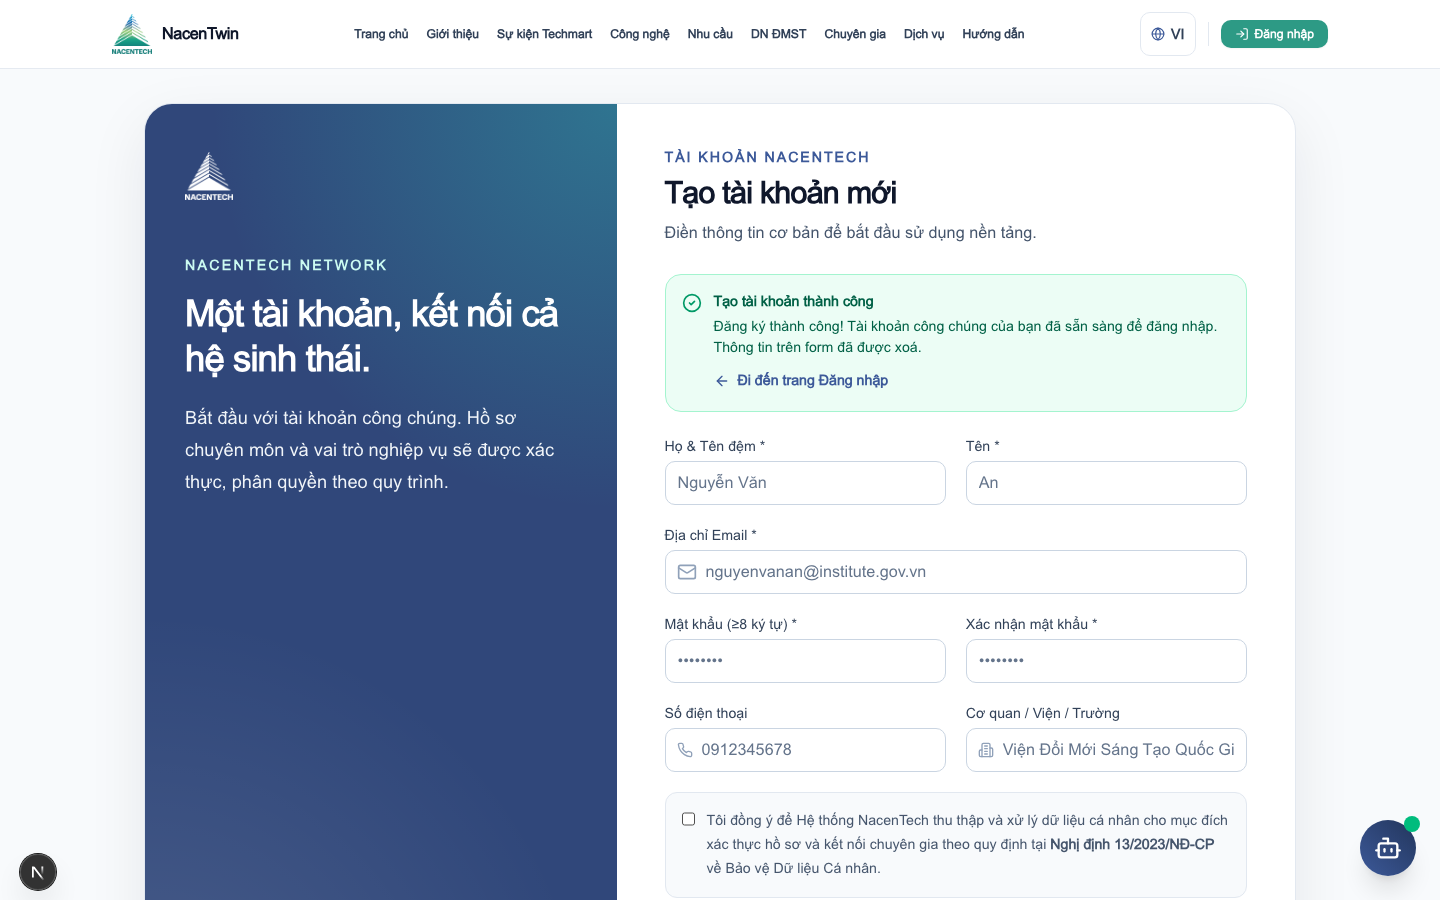 NACENTECH
NacenTwin
Trang chủ
Giới thiệu
Sự kiện Techmart
Công nghệ
Nhu cầu
DN ĐMST
Chuyên gia
Dịch vụ
Hướng dẫn
VI
Đăng nhập
NACENTECH
NACENTECH NETWORK
Một tài khoản, kết nối cả
hệ sinh thái.
Bắt đầu với tài khoản công chúng. Hồ sơ
chuyên môn và vai trò nghiệp vụ sẽ được xác
thực, phân quyền theo quy trình.
TÀI KHOẢN NACENTECH
Tạo tài khoản mới
Điền thông tin cơ bản để bắt đầu sử dụng nền tảng.
Tạo tài khoản thành công
Đăng ký thành công! Tài khoản công chúng của bạn đã sẵn sàng để đăng nhập.
Thông tin trên form đã được xoá.
Đi đến trang Đăng nhập
Họ & Tên đệm *
Tên *
Nguyễn Văn
An
Địa chỉ Email *
nguyenvanan@institute.gov.vn
Mật khẩu (≥8 ký tự) *
Xác nhận mật khẩu *
••••••••
••••••••
Số điện thoại
Cơ quan / Viện / Trường
0912345678
Viện Đổi Mới Sáng Tạo Quốc Gi
Tôi đồng ý để Hệ thống NacenTech thu thập và xử lý dữ liệu cá nhân cho mục đích
xác thực hồ sơ và kết nối chuyên gia theo quy định tại Nghị định 13/2023/NĐ-CP
về Bảo vệ Dữ liệu Cá nhân.
N